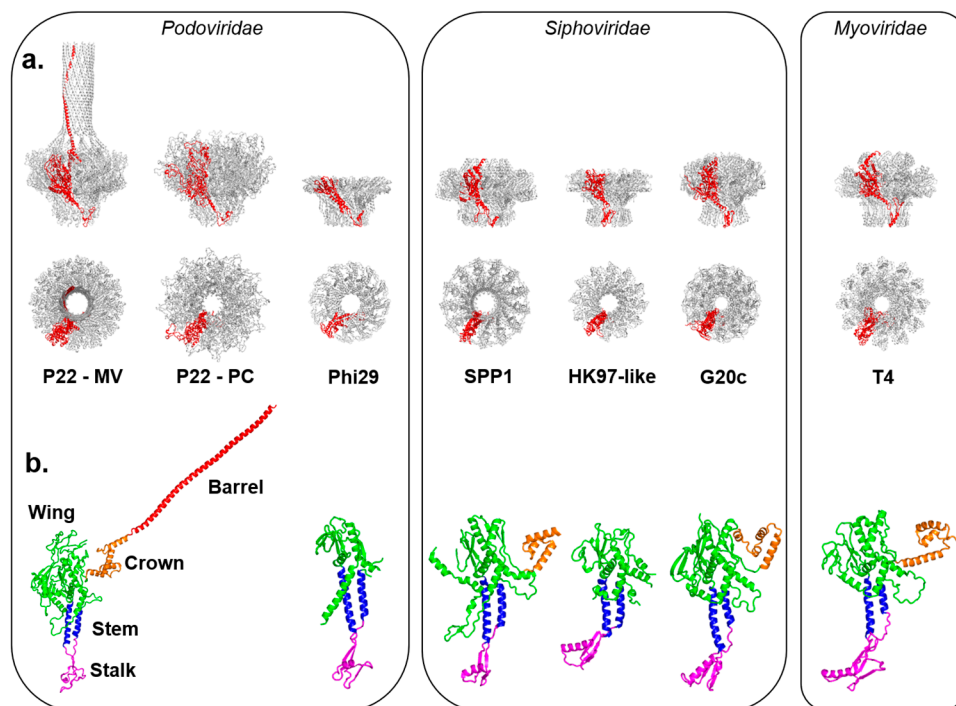 Podoviridae
Siphoviridae
Myoviridae
a.
P22 - MV
P22 - PC
Phi29
SPP1
HK97-like
G20c
T4
b.
Barrel
Wing
Crown
Stem
Stalk